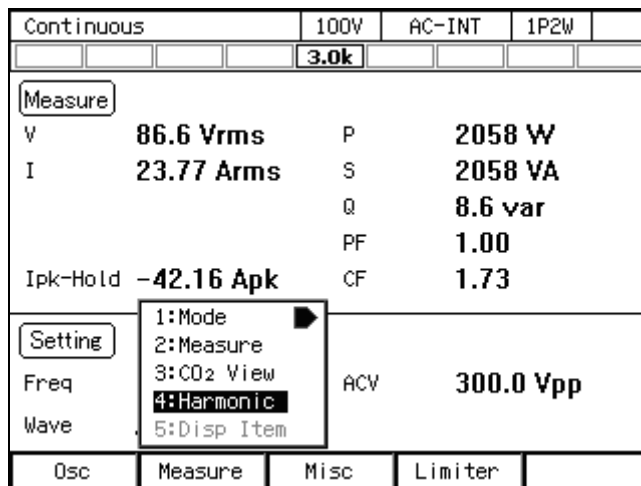 Continuous 100V AC-INT 1P2W
3.0k
Measure
V 86.6 Vrms P 2058 W
I 23.77 Arms S 2058 VA
Q 8.6 var
PF 1.00
Ipk-Hold -42.16 Apk CF 1.73
1:Mode
Setting 2:Measure
3:CO₂ View
Freq ACV 300.0 Vpp
4:Harmonic
Wave 5:Disp Item
Osc Measure Misc Limiter